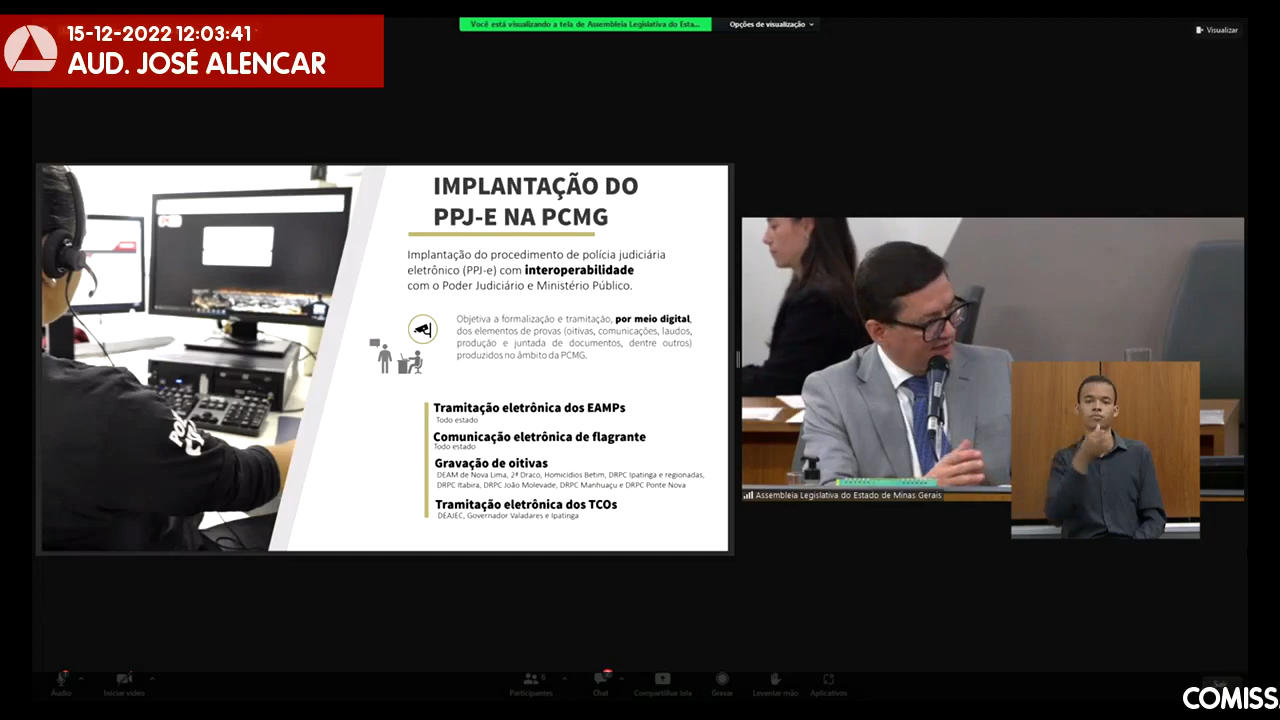 15-12-2022 12:03:41
AUD. JOSÉ ALENCAR
Você está visualizando a tela de Assembleia Legislativa do Esta...
Opções de visualização
Visualizar
IMPLANTAÇÃO DO
PPJ-E NA PCMG
Implantação do procedimento de polícia judiciária
eletrônico (PPJ-e) com interoperabilidade
com o Poder Judiciário e Ministério Público.
Objetiva a formalização e tramitação, por meio digital,
dos elementos de provas (oitivas, comunicações, laudos,
produção e juntada de documentos, dentre outros)
produzidos no âmbito da PCMG.
Tramitação eletrônica dos EAMPs
Todo estado
Comunicação eletrônica de flagrante
Todo estado
Gravação de oitivas
DEAM de Nova Lima, 2ª Draco, Homicídios Betim, DRPC Ipatinga e regionadas,
DRPC Itabira, DRPC João Molevade, DRPC Manhuaçu e DRPC Ponte Nova
Tramitação eletrônica dos TCOs
DEAJEC, Governador Valadares e Ipatinga
Assembleia Legislativa do Estado de Minas Gerais
Áudio
Iniciar vídeo
Participantes
6
Chat
Compartilhar tela
Gravar
Levantar mão
Aplicativos
COMISS